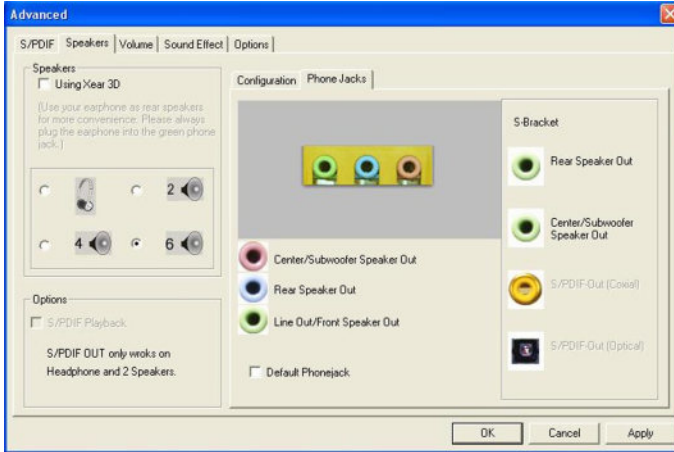 Advanced
S/PDIF Speakers Volume Sound Effect Options
Speakers
Using Xear 3D
(Use your earphone as rear speakers
for more convenience. Please always
plug the earphone into the green phone
jack.)
2
4 6
Options
S/PDIF Playback
S/PDIF OUT only wroks on
Headphone and 2 Speakers.
Configuration Phone Jacks
Center/Subwoofer Speaker Out
Rear Speaker Out
Line Out/Front Speaker Out
Default Phonejack
S-Bracket
Rear Speaker Out
Center/Subwoofer
Speaker Out
S/PDIF-Out (Coxial)
S/PDIF-Out (Optical)
OK Cancel Apply